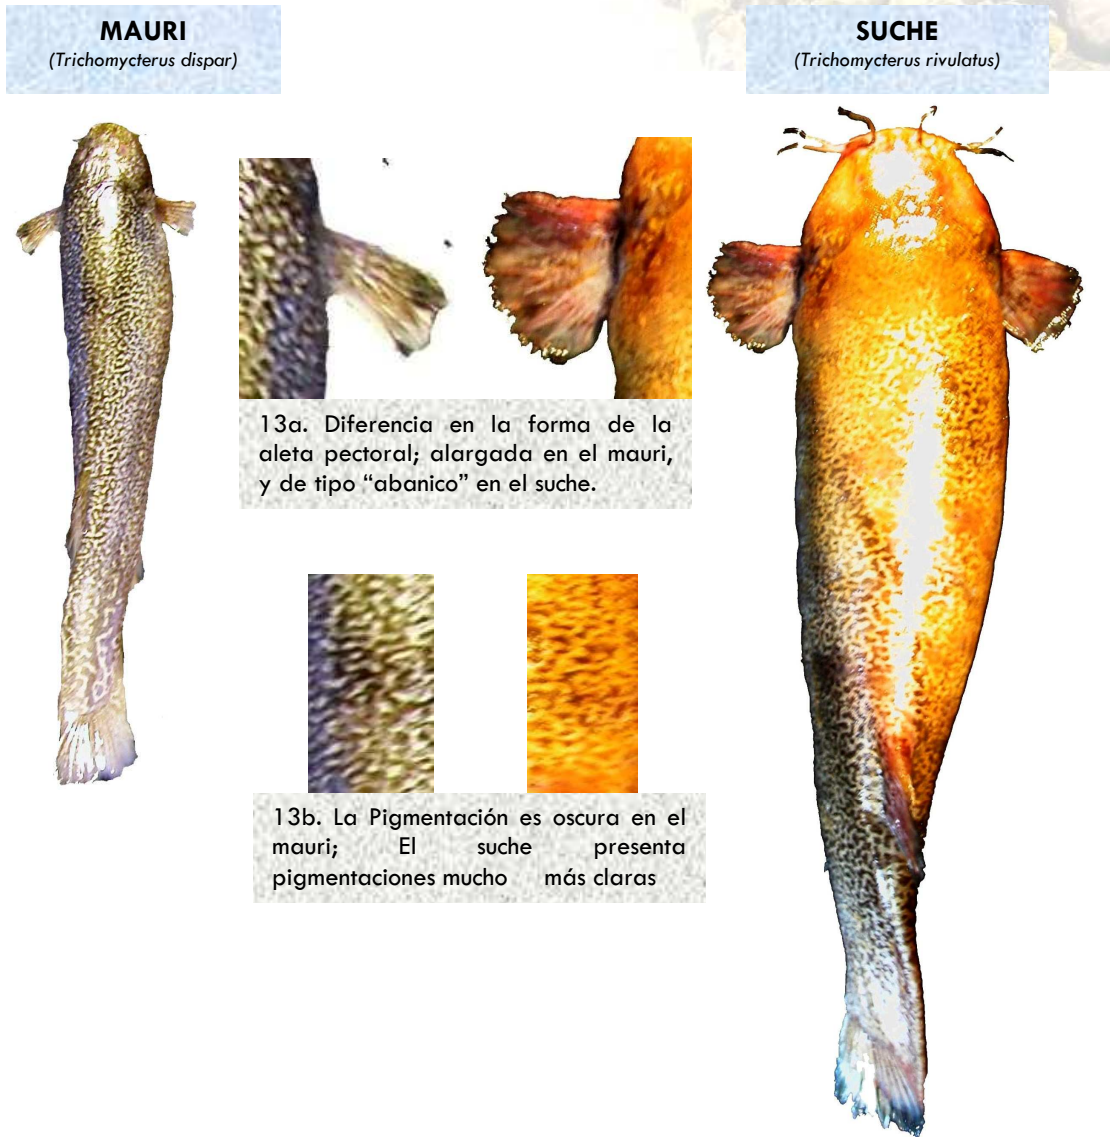 MAURI
(Trichomycterus dispar)
SUCHE
(Trichomycterus rivulatus)
13a. Diferencia en la forma de la
aleta pectoral; alargada en el mauri,
y de tipo “abanico” en el suche.
13b. La Pigmentación es oscura en el
mauri; El suche presenta
pigmentaciones mucho más claras